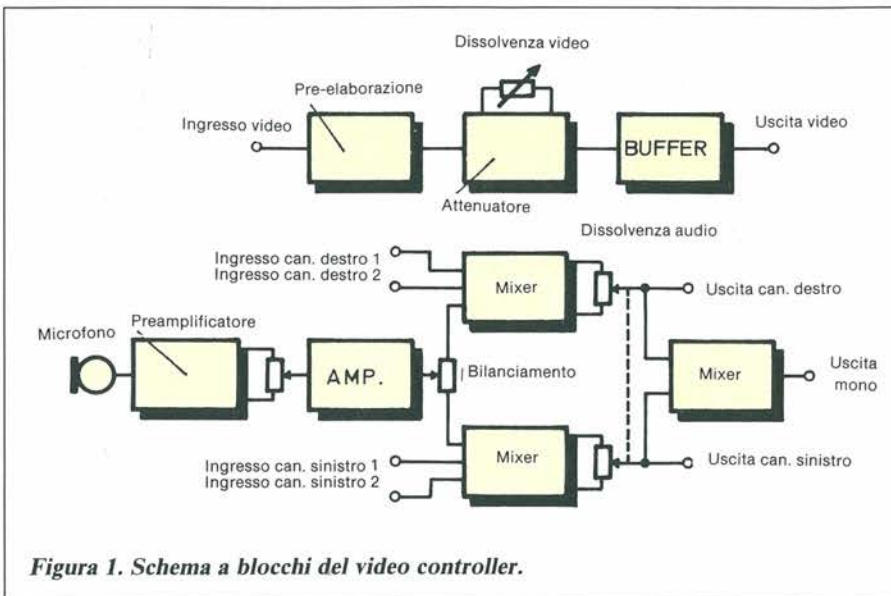 Dissolvenza video
Pre-elaborazione
Ingresso video
Uscita video
BUFFER
Attenuatore
Dissolvenza audio
Ingresso can. destro 1
Ingresso can. destro 2
Mixer
Uscita can. destro
Preamplificatore
Microfono
AMP.
Bilanciamento
Mixer
Uscita
mono
Mixer
Ingresso can. sinistro 1
Ingresso can. sinistro 2
Uscita can. sinistro
Figura 1. Schema a blocchi del video controller.